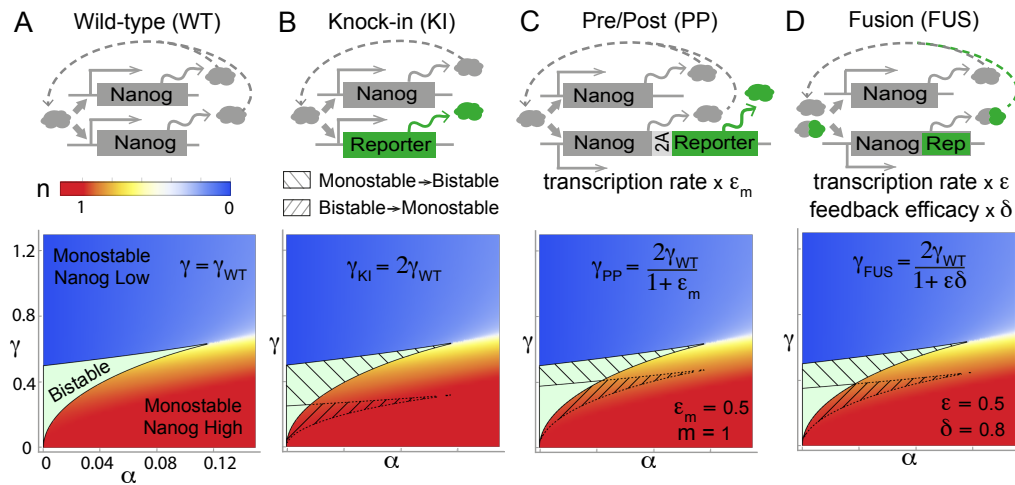 A Wild-type (WT)
B Knock-in (KI)
C Pre/Post (PP)
D Fusion (FUS)
Nanog
Nanog
Nanog
Reporter
Nanog
Nanog 2A Reporter
Nanog
Nanog Rep
n
1 0
Monostable→Bistable
Bistable→Monostable
transcription rate x ε_m
transcription rate x ε
feedback efficacy x δ
1.2
0.8
γ
0.4
0
Monostable
Nanog Low
γ = γ_WT
Bistable
Monostable
Nanog High
0 0.04 0.08 0.12
α
γ
γ_KI = 2γ_WT
α
γ
γ_PP = 2γ_WT / 1 + ε_m
ε_m = 0.5
m = 1
α
γ
γ_FUS = 2γ_WT / 1 + εδ
ε = 0.5
δ = 0.8
α